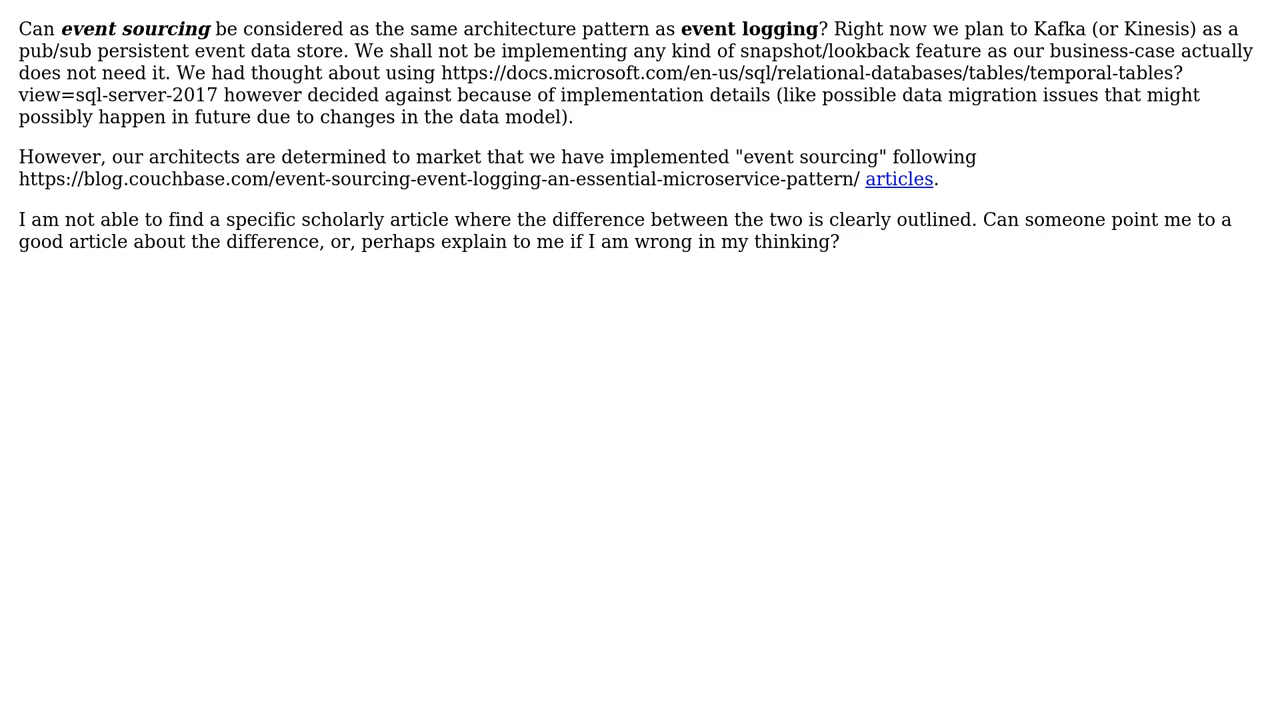 Can event sourcing be considered as the same architecture pattern as event logging? Right now we plan to Kafka (or Kinesis) as a
pub/sub persistent event data store. We shall not be implementing any kind of snapshot/lookback feature as our business-case actually
does not need it. We had thought about using https://docs.microsoft.com/en-us/sql/relational-databases/tables/temporal-tables?
view=sql-server-2017 however decided against because of implementation details (like possible data migration issues that might
possibly happen in future due to changes in the data model).
However, our architects are determined to market that we have implemented "event sourcing" following
https://blog.couchbase.com/event-sourcing-event-logging-an-essential-microservice-pattern/ articles.
I am not able to find a specific scholarly article where the difference between the two is clearly outlined. Can someone point me to a
good article about the difference, or, perhaps explain to me if I am wrong in my thinking?